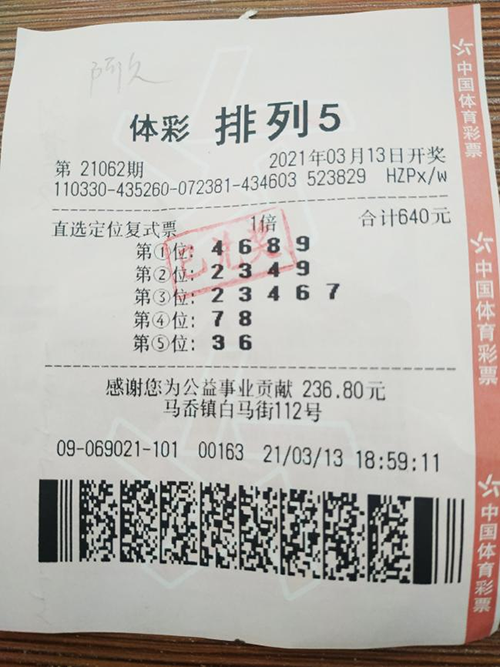 阿久
体彩 排列5
第 21062期 2021年03月13日开奖
110330-435260-072381-434603 523829 HZPx/w
直选定位复式票 1倍 合计640元
第①位: 4 6 8 9
第②位: 2 3 4 9
第③位: 2 3 4 6 7
第④位: 7 8
第⑤位: 3 6
已兑奖
感谢您为公益事业贡献 236.80元
马岙镇白马街112号
09-069021-101 00163 21/03/13 18:59:11
中国体育彩票
中国体育彩票
中国体育彩票